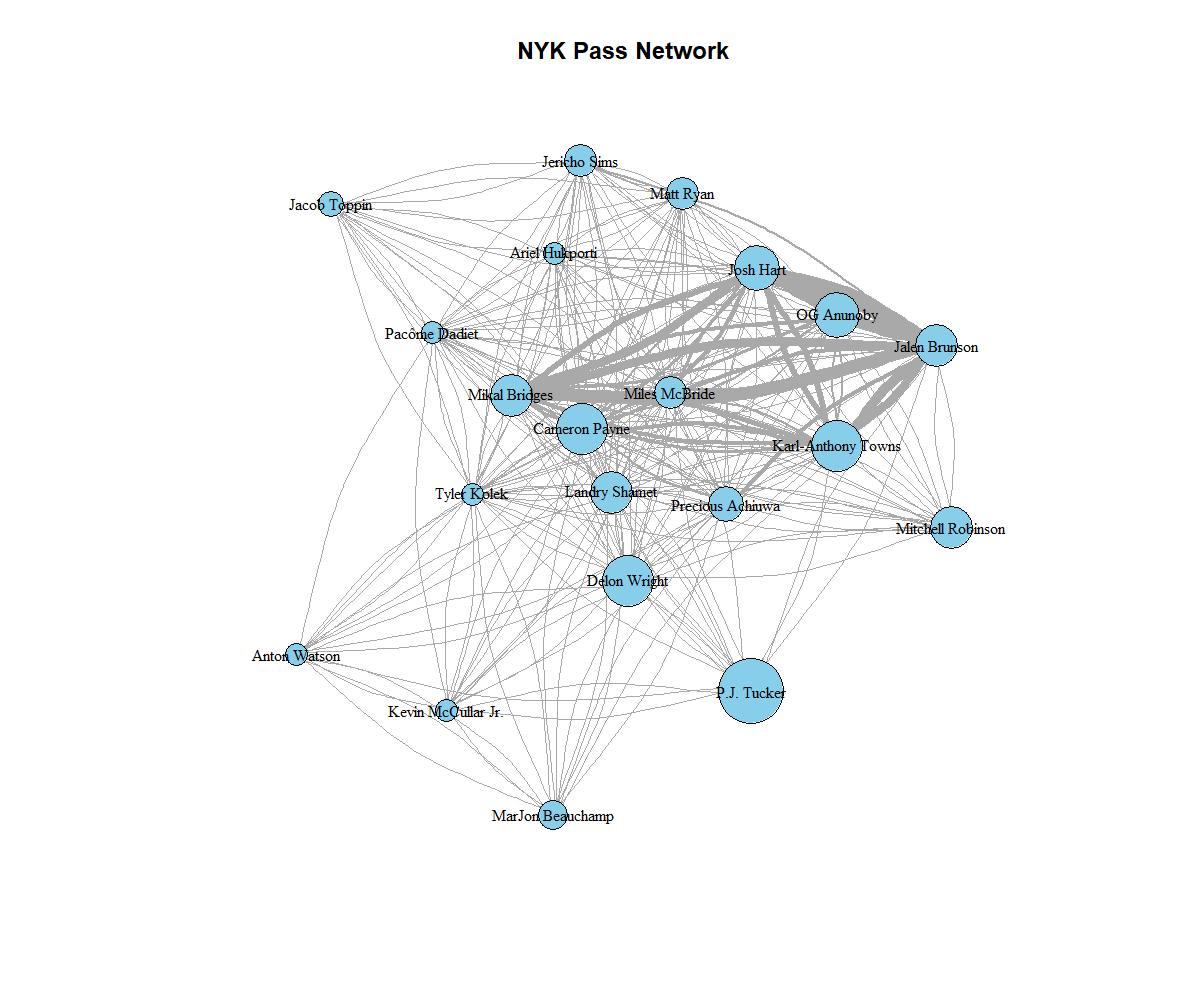 NYK Pass Network
Jericho Sims
Matt Ryan
Jacob Toppin
Ariel Hukporti
Josh Hart
OG Anunoby
Pacôme Dadiet
Jalen Brunson
Mikal Bridges
Miles McBride
Cameron Payne
Karl-Anthony Towns
Tyler Kolek
Landry Shamet
Precious Achiuwa
Mitchell Robinson
Delon Wright
Anton Watson
P.J. Tucker
Kevin McCullar Jr.
MarJon Beauchamp